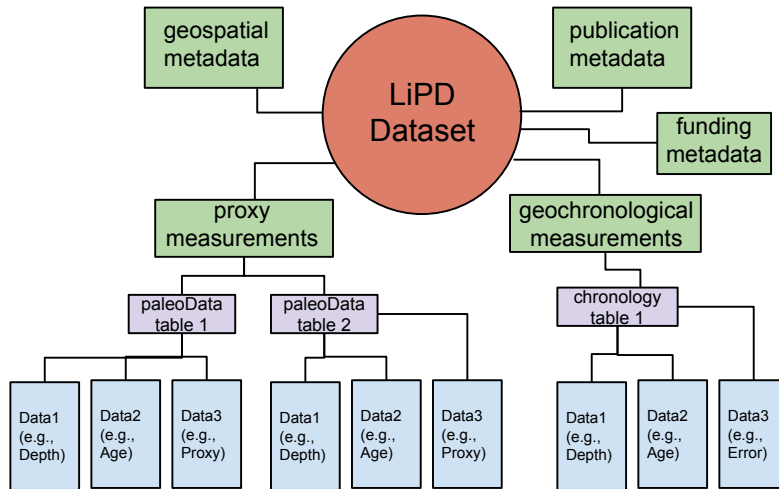 geospatial
metadata
LiPD
Dataset
publication
metadata
funding
metadata
proxy
measurements
geochronological
measurements
paleoData
table 1
paleoData
table 2
chronology
table 1
Data1
(e.g.,
Depth)
Data2
(e.g.,
Age)
Data3
(e.g.,
Proxy)
Data1
(e.g.,
Depth)
Data2
(e.g.,
Age)
Data3
(e.g.,
Proxy)
Data1
(e.g.,
Depth)
Data2
(e.g.,
Age)
Data3
(e.g.,
Error)